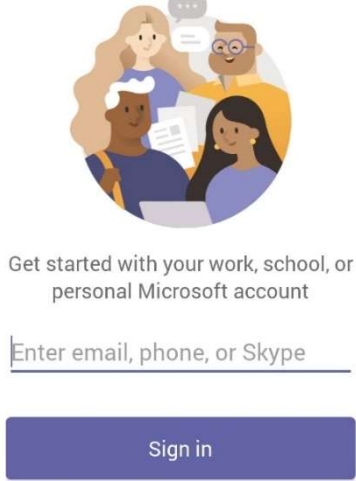 Get started with your work, school, or
personal Microsoft account
Enter email, phone, or Skype
Sign in